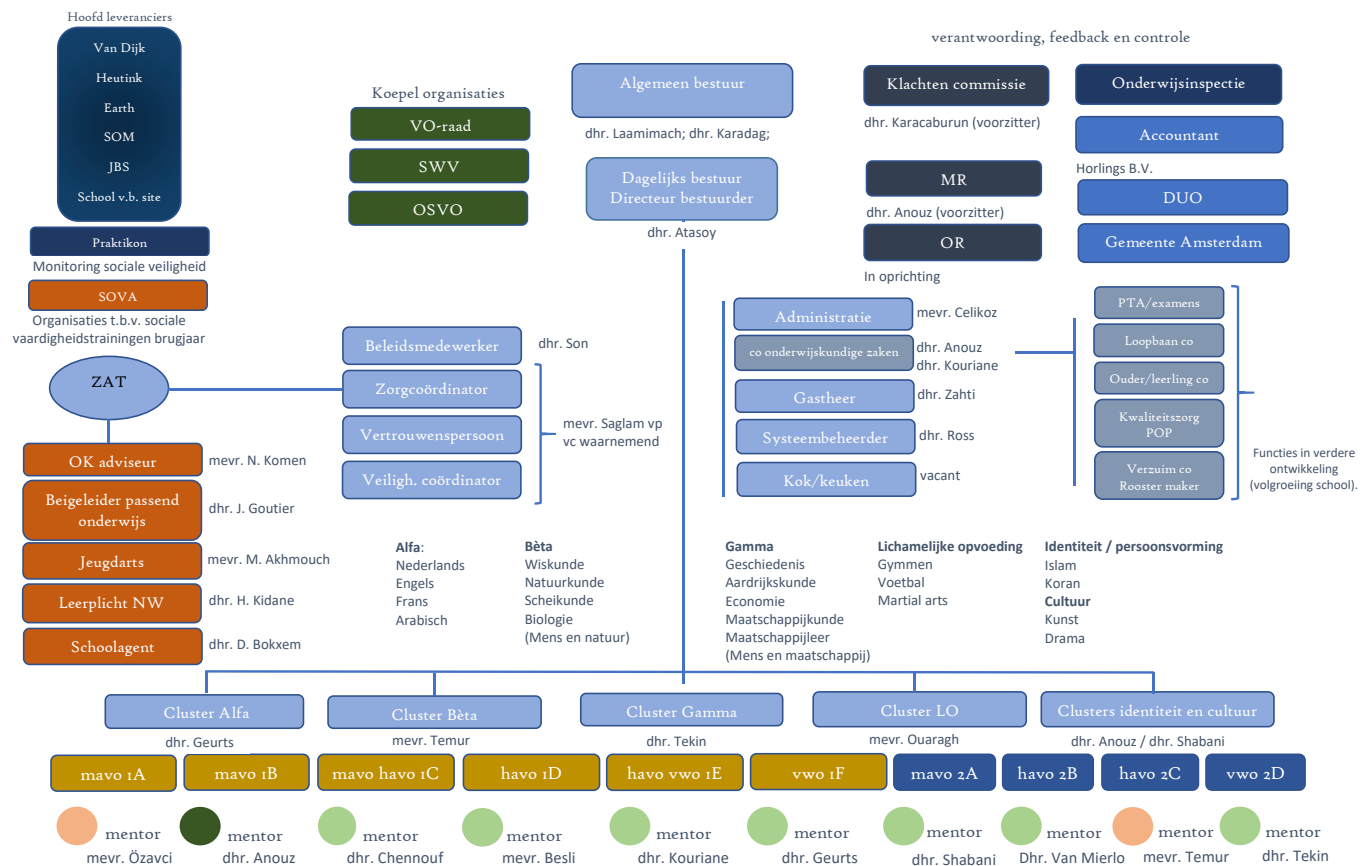 Hoofd leveranciers
Van Dijk
Heutink
Earth
SOM
JBS
School v.b. site
Praktikon
Monitoring sociale veiligheid
SOVA
Organisaties t.b.v. sociale
vaardigheidstrainingen brugjaar
ZAT
OK adviseur
mevr. N. Komen
Beigeleider passend
onderwijs
dhr. J. Goutier
Jeugdarts
mevr. M. Akhmouch
Leerplicht NW
dhr. H. Kidane
Schoolagent
dhr. D. Bokxem
Koepel organisaties
VO-raad
SWV
OSVO
Algemeen bestuur
dhr. Laamimach; dhr. Karadag;
Dagelijks bestuur
Directeur bestuurder
dhr. Atasoy
verantwoording, feedback en controle
Klachten commissie
dhr. Karacaburun (voorzitter)
MR
dhr. Anouz (voorzitter)
OR
In oprichting
Onderwijsinspectie
Accountant
Horlings B.V.
DUO
Gemeente Amsterdam
Beleidsmedewerker
dhr. Son
Zorgcoördinator
Vertrouwenspersoon
Veiligh. coördinator
mevr. Saglam vp
vc waarnemend
Administratie
mevr. Celikoz
co onderwijskundige zaken
dhr. Anouz
dhr. Kouriane
Gastheer
dhr. Zahti
Systeembeheerder
dhr. Ross
Kok/keuken
vacant
PTA/examens
Loopbaan co
Ouder/leerling co
Kwaliteitszorg
POP
Verzuim co
Rooster maker
Functies in verdere
ontwikkeling
(volgroeiing school).
Alfa:
Nederlands
Engels
Frans
Arabisch
Bèta
Wiskunde
Natuurkunde
Scheikunde
Biologie
(Mens en natuur)
Gamma
Geschiedenis
Aardrijkskunde
Economie
Maatschappijkunde
Maatschappijleer
(Mens en maatschappij)
Lichamelijke opvoeding
Gymmen
Voetbal
Martial arts
Identiteit / persoonsvorming
Islam
Koran
Cultuur
Kunst
Drama
Cluster Alfa
dhr. Geurts
Cluster Bèta
mevr. Temur
Cluster Gamma
dhr. Tekin
Cluster LO
mevr. Ouaragh
Clusters identiteit en cultuur
dhr. Anouz / dhr. Shabani
mavo 1A
mavo 1B
mavo havo 1C
havo 1D
havo vwo 1E
vwo 1F
mavo 2A
havo 2B
havo 2C
vwo 2D
mentor
mevr. Özavci
mentor
dhr. Anouz
mentor
dhr. Chennouf
mentor
mevr. Besli
mentor
dhr. Kouriane
mentor
dhr. Geurts
mentor
dhr. Shabani
mentor
Dhr. Van Mierlo
mentor
mevr. Temur
mentor
dhr. Tekin